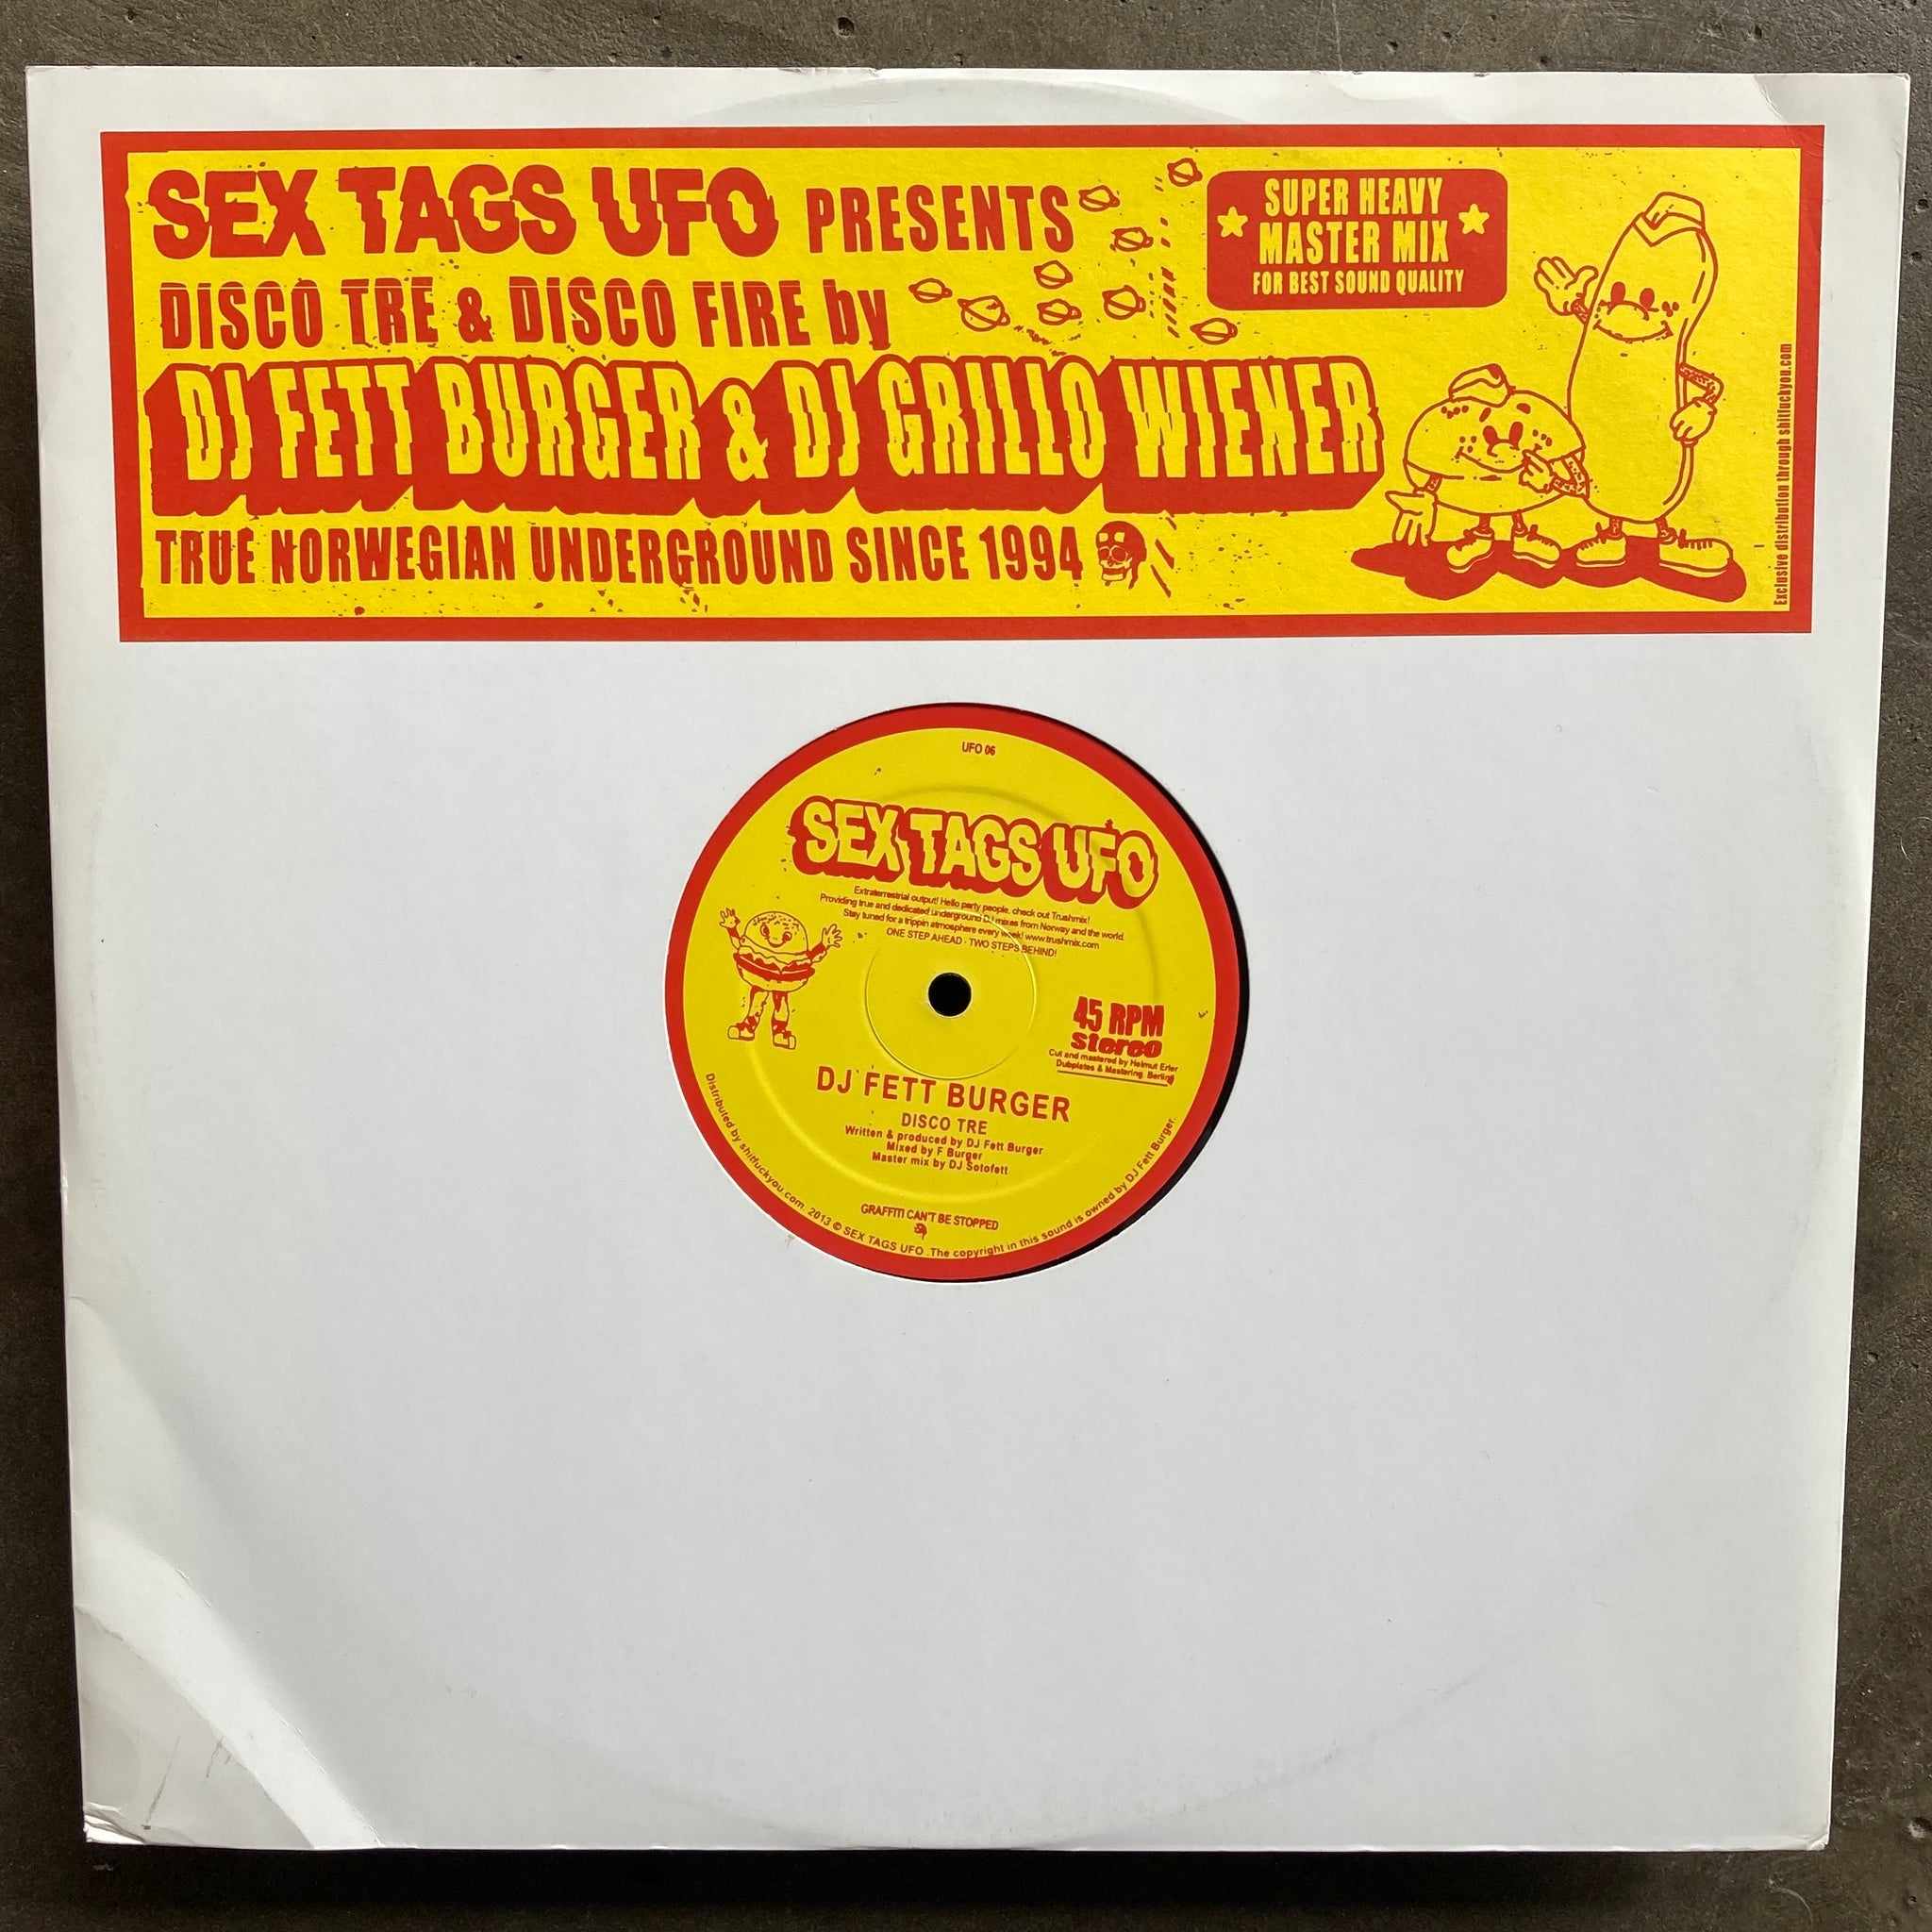 SEX TAGS UFO PRESENTS
DISCO TRE & DISCO FIRE by
DJ FETT BURGER & DJ GRILLO WIENER
TRUE NORWEGIAN UNDERGROUND SINCE 1994
SUPER HEAVY
MASTER MIX
FOR BEST SOUND QUALITY
Exclusive distribution through shitfuckyou.com
UFO 06
SEX TAGS UFO
Extraterrestrial output! Hello party people, check out Trushmix!
Providing true and dedicated underground DJ mixes from Norway and the world.
Stay tuned for a trippin atmosphere every week! www.trushmix.com
ONE STEP AHEAD - TWO STEPS BEHIND!
45 RPM
stereo
Cut and mastered by Helmut Erler
Dubplates & Mastering, Berlin
DJ FETT BURGER
DISCO TRE
Written & produced by DJ Fett Burger
Mixed by F Burger
Master mix by DJ Sotofett
GRAFFITI CAN'T BE STOPPED
Distributed by shitfuckyou.com. 2013 © SEX TAGS UFO .The copyright in this sound is owned by DJ Fett Burger.